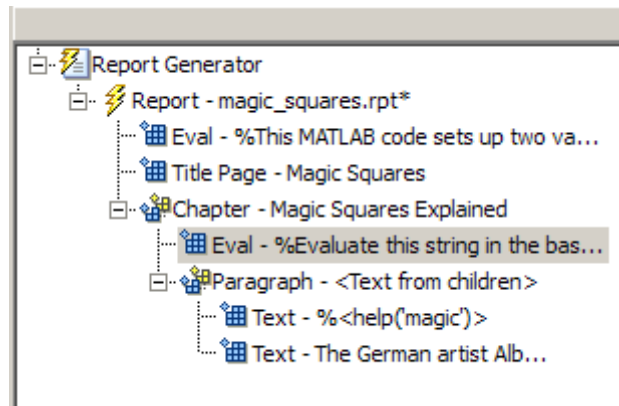 Report Generator
Report - magic_squares.rpt*
Eval - %This MATLAB code sets up two va...
Title Page - Magic Squares
Chapter - Magic Squares Explained
Eval - %Evaluate this string in the bas...
Paragraph - <Text from children>
Text - %<help('magic')>
Text - The German artist Alb...